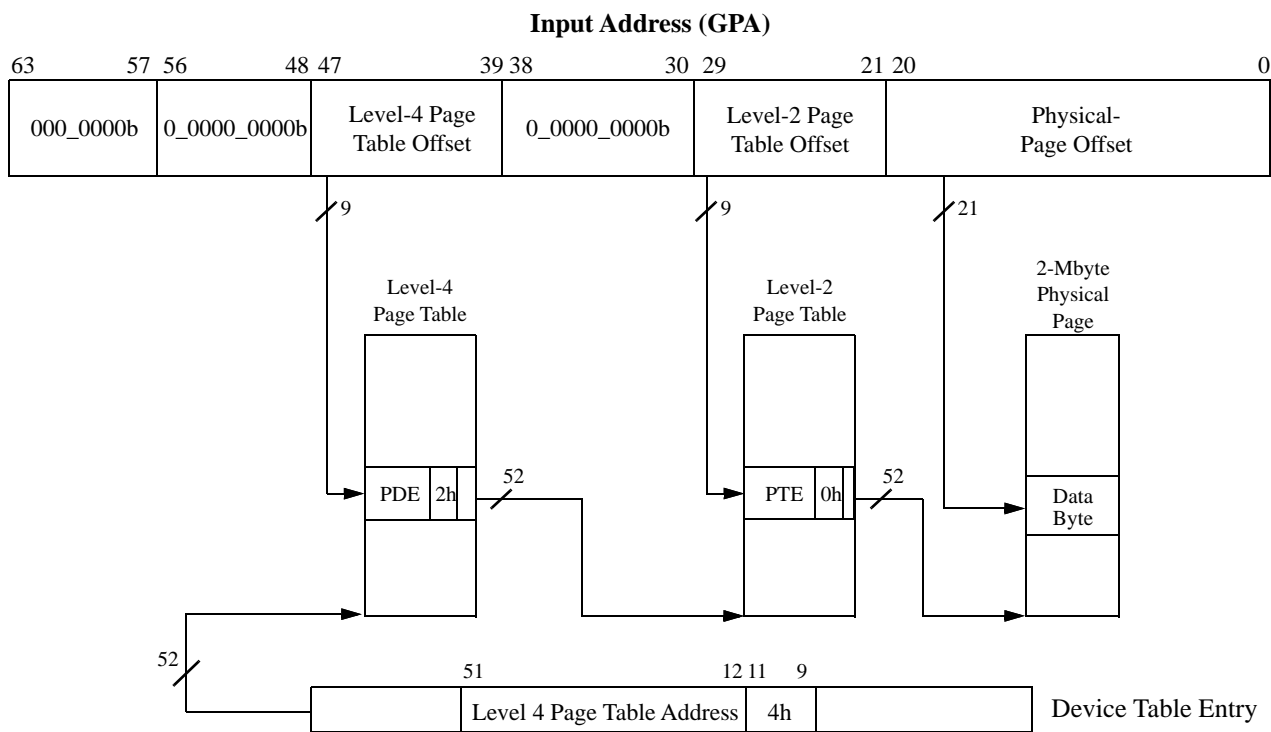 Input Address (GPA)
63 57 56 48 47 39 38 30 29 21 20 0
000_0000b
0_0000_0000b
Level-4 Page
Table Offset
0_0000_0000b
Level-2 Page
Table Offset
Physical-
Page Offset
9
9
21
Level-4
Page Table
Level-2
Page Table
2-Mbyte
Physical
Page
PDE 2h
52
PTE 0h
52
Data
Byte
52
51 12 11 9
Level 4 Page Table Address 4h
Device Table Entry